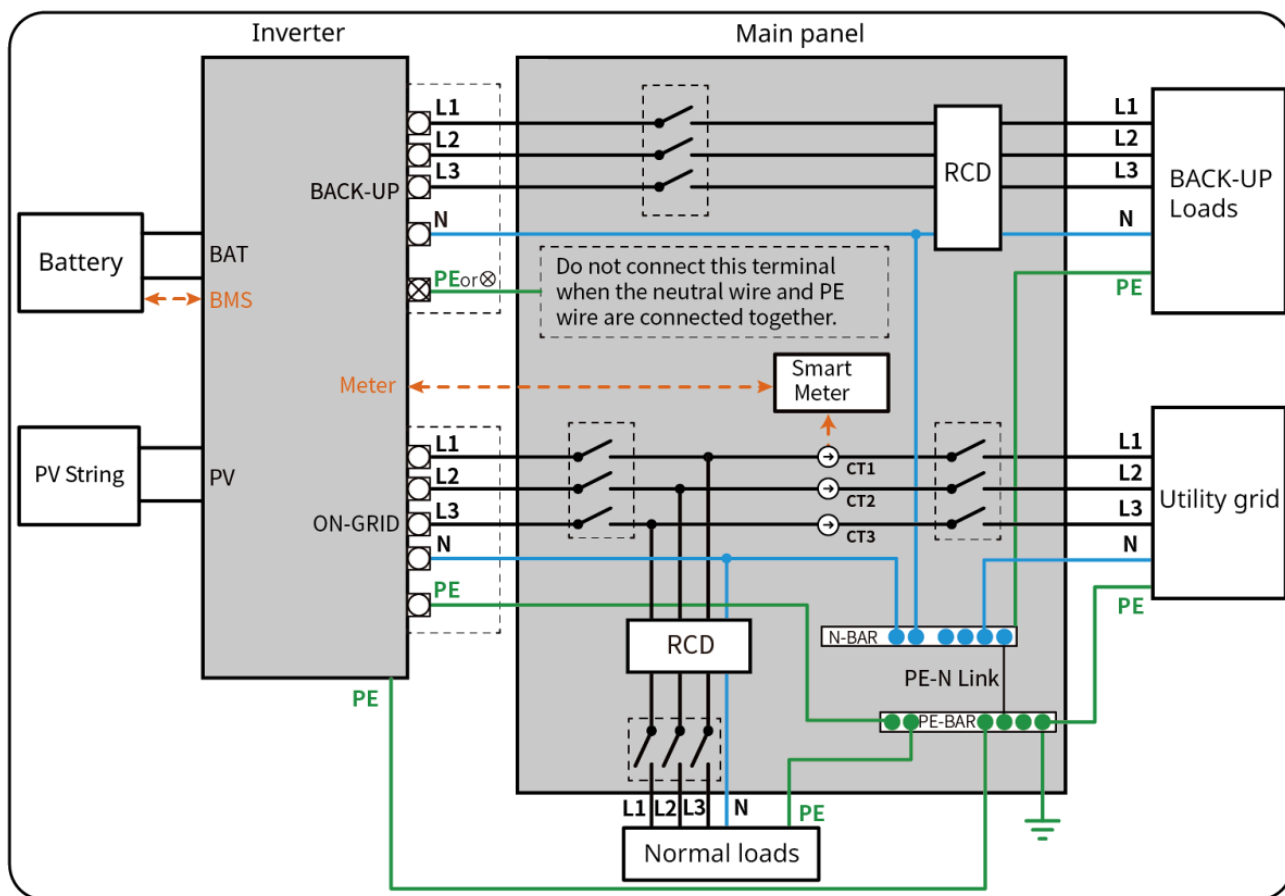 Inverter
Main panel
L1
L2
L3
N
PE or ⊗
BACK-UP
BAT
BMS
Battery
Meter
PV String
PV
L1
L2
L3
ON-GRID
N
PE
PE
Do not connect this terminal
when the neutral wire and PE
wire are connected together.
RCD
L1
L2
L3
N
PE
BACK-UP
Loads
Smart
Meter
CT1
CT2
CT3
L1
L2
L3
N
PE
Utility grid
N-BAR
PE-N Link
PE-BAR
RCD
L1 L2 L3 N PE
Normal loads